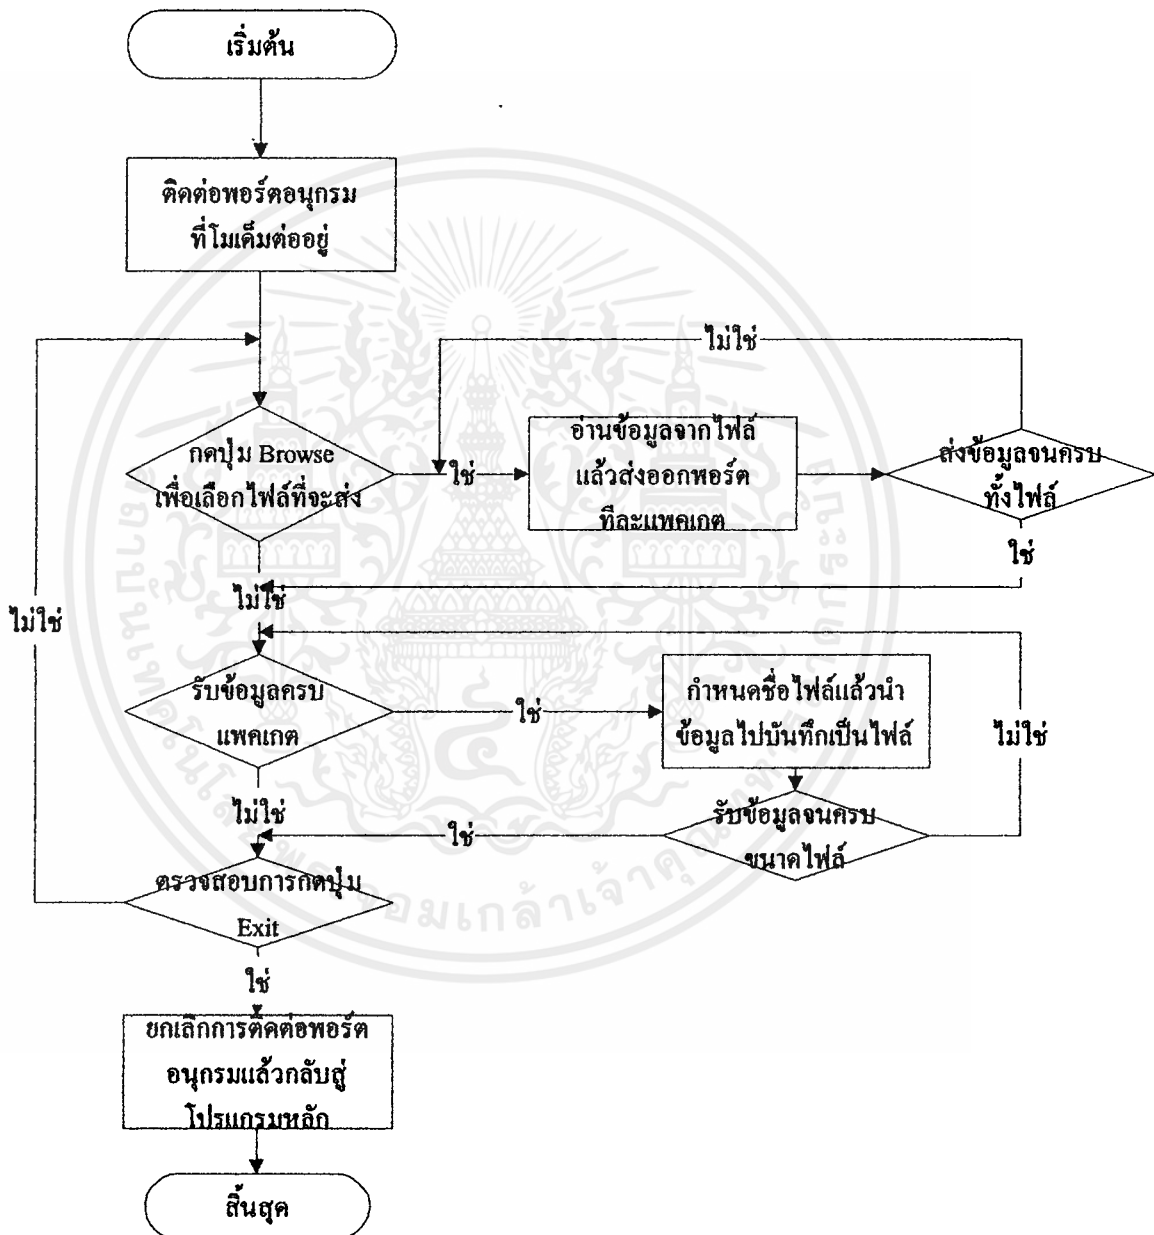 เริ่มต้น
ติดต่อพอร์ตอนุกรม
ที่โมเด็มต่ออยู่
ไม่ใช่
กดปุ่ม Browse
เพื่อเลือกไฟล์ที่จะส่ง
ใช่
อ่านข้อมูลจากไฟล์
แล้วส่งออกพอร์ต
ทีละแพคเกต
ส่งข้อมูลจนครบ
ทั้งไฟล์
ใช่
ไม่ใช่
ไม่ใช่
รับข้อมูลครบ
แพคเกต
ใช่
กำหนดชื่อไฟล์แล้วนำ
ข้อมูลไปบันทึกเป็นไฟล์
ไม่ใช่
ไม่ใช่
ใช่
รับข้อมูลจนครบ
ขนาดไฟล์
ตรวจสอบการกดปุ่ม
Exit
ใช่
ยกเลิกการติดต่อพอร์ต
อนุกรมแล้วกลับสู่
โปรแกรมหลัก
สิ้นสุด